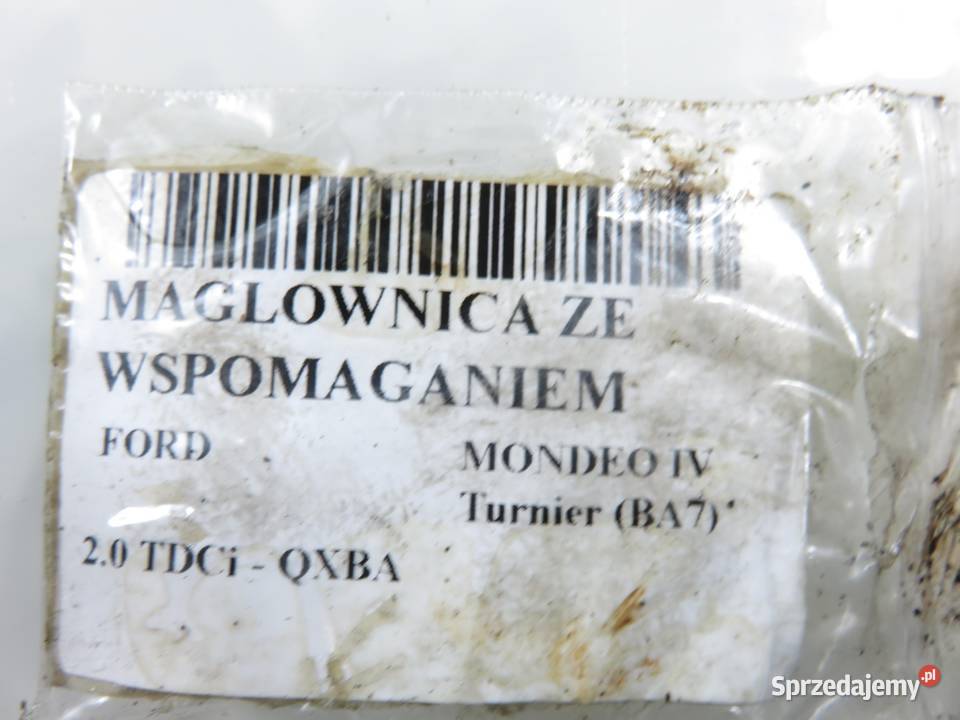 MAGLOWNICA ZE
WSPOMAGANIEM
FORD MONDEO IV
Turnier (BA7)
2.0 TDCi - QXBA
Sprzedajemy.pl